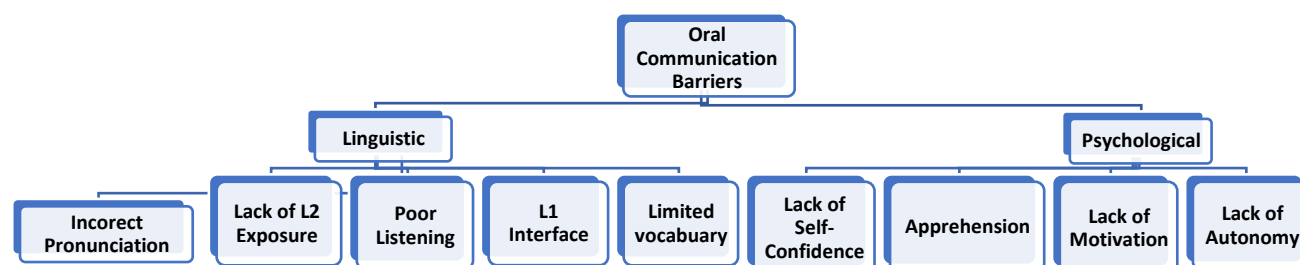 Oral
Communication
Barriers
Linguistic
Psychological
Incorect
Pronunciation
Lack of L2
Exposure
Poor
Listening
L1
Interface
Limited
vocabuary
Lack of
Self-
Confidence
Apprehension
Lack of
Motivation
Lack of
Autonomy